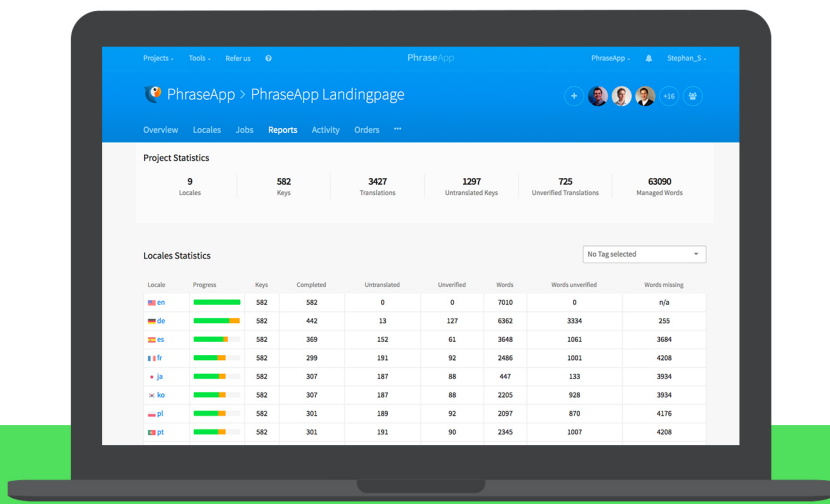 Projects Tools Refer us PhraseApp PhraseApp Stephan_S
PhraseApp > PhraseApp Landingpage +16
Overview Locales Jobs Reports Activity Orders ···
Project Statistics
9 582 3427 1297 725 63090
Locales Keys Translations Untranslated Keys Unverified Translations Managed Words
Locales Statistics No Tag selected
Locale Progress Keys Completed Untranslated Unverified Words Words unverified Words missing
en 582 582 0 0 7010 0 n/a
de 582 442 13 127 6362 3334 255
es 582 369 152 61 3648 1061 3684
fr 582 299 191 92 2486 1001 4208
ja 582 307 187 88 447 133 3934
ko 582 307 187 88 2205 928 3934
pl 582 301 189 92 2097 870 4176
pt 582 301 191 90 2345 1007 4208